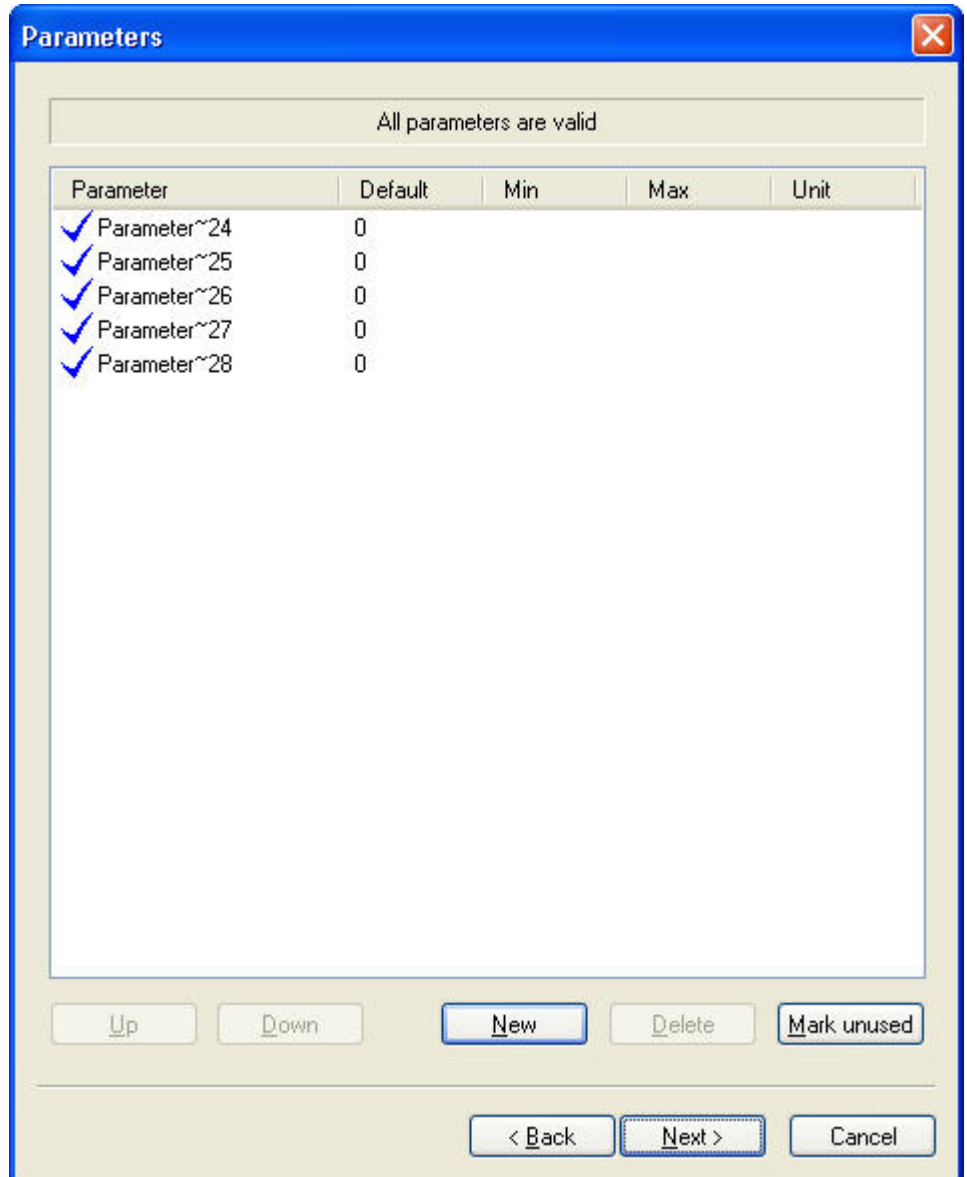 Parameters
All parameters are valid
Parameter Default Min Max Unit
Parameter~24 0
Parameter~25 0
Parameter~26 0
Parameter~27 0
Parameter~28 0
Up Down New Delete Mark unused
< Back Next > Cancel